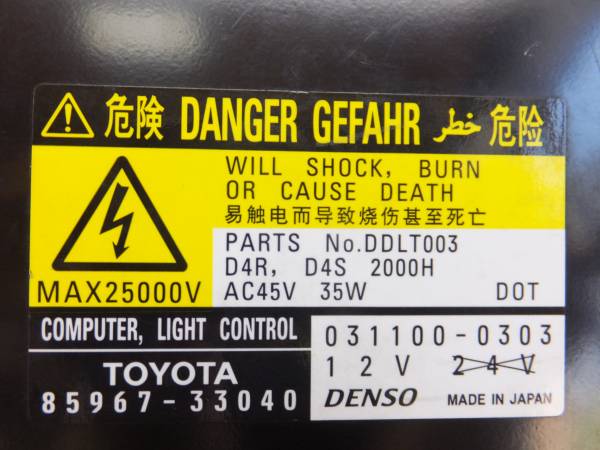 危険 DANGER GEFAHR خطر 危险
WILL SHOCK, BURN
OR CAUSE DEATH
易触电而导致烧伤甚至死亡
MAX25000V
PARTS No.DDLT003
D4R, D4S 2000H
AC45V 35W DOT
COMPUTER, LIGHT CONTROL
031100-0303
12V 24V
TOYOTA
85967-33040
DENSO MADE IN JAPAN